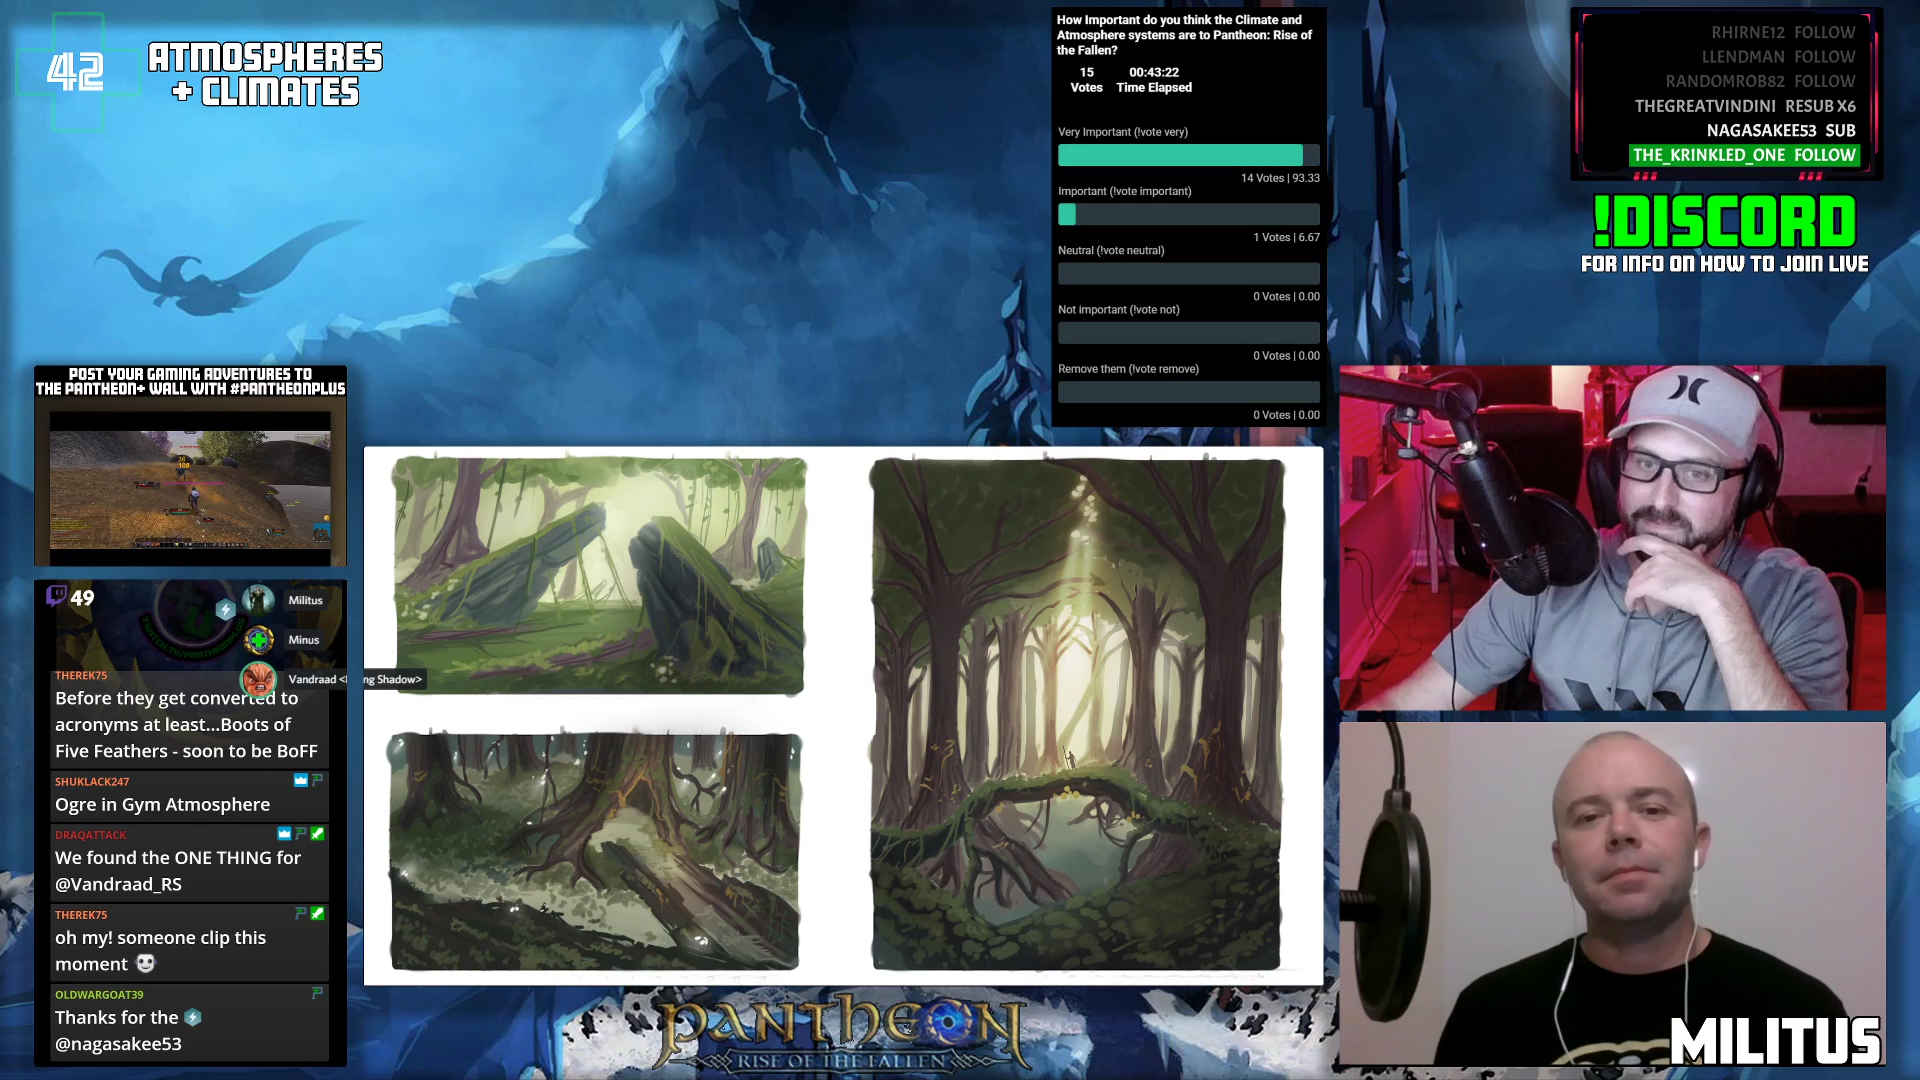 42
ATMOSPHERES
+ CLIMATES
How Important do you think the Climate and
Atmosphere systems are to Pantheon: Rise of
the Fallen?
15 00:43:22
Votes Time Elapsed
Very Important (!vote very)
14 Votes | 93.33
Important (!vote important)
1 Votes | 6.67
Neutral (!vote neutral)
0 Votes | 0.00
Not important (!vote not)
0 Votes | 0.00
Remove them (!vote remove)
0 Votes | 0.00
RHIRNE12 FOLLOW
LLENDMAN FOLLOW
RANDOMROB82 FOLLOW
THEGREATVINDINI RESUB X6
NAGASAKEE53 SUB
THE_KRINKLED_ONE FOLLOW
!DISCORD
FOR INFO ON HOW TO JOIN LIVE
POST YOUR GAMING ADVENTURES TO
THE PANTHEON+ WALL WITH #PANTHEONPLUS
49
Militus
Minus
Vandraad
ng Shadow>
THEREK75
Before they get converted to
acronyms at least...Boots of
Five Feathers - soon to be BoFF
SHUKLACK247
Ogre in Gym Atmosphere
DRAQATTACK
We found the ONE THING for
@Vandraad_RS
THEREK75
oh my! someone clip this
moment
OLDWARGOAT39
Thanks for the
@nagasakee53
PANTHEON
RISE OF THE FALLEN
MILITUS